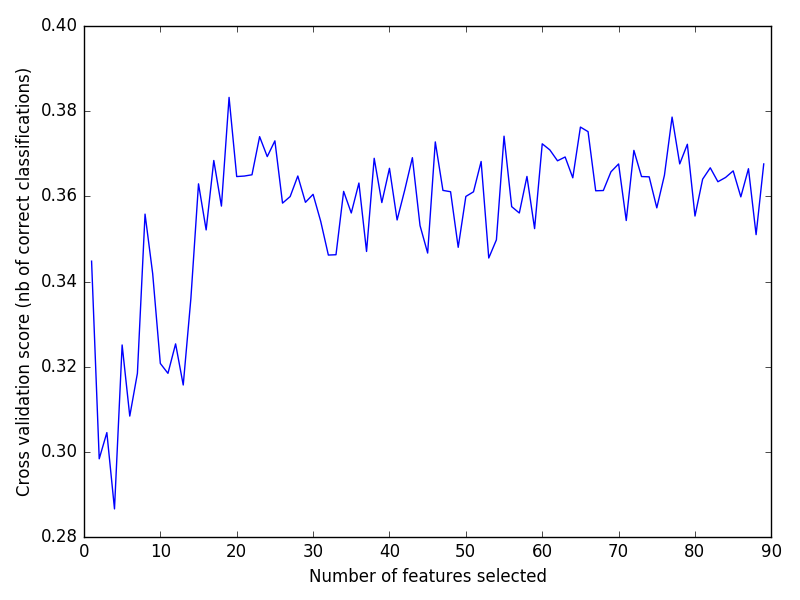 0.40
0.38
0.36
0.34
0.32
0.30
0.28
Cross validation score (nb of correct classifications)
0 10 20 30 40 50 60 70 80 90
Number of features selected